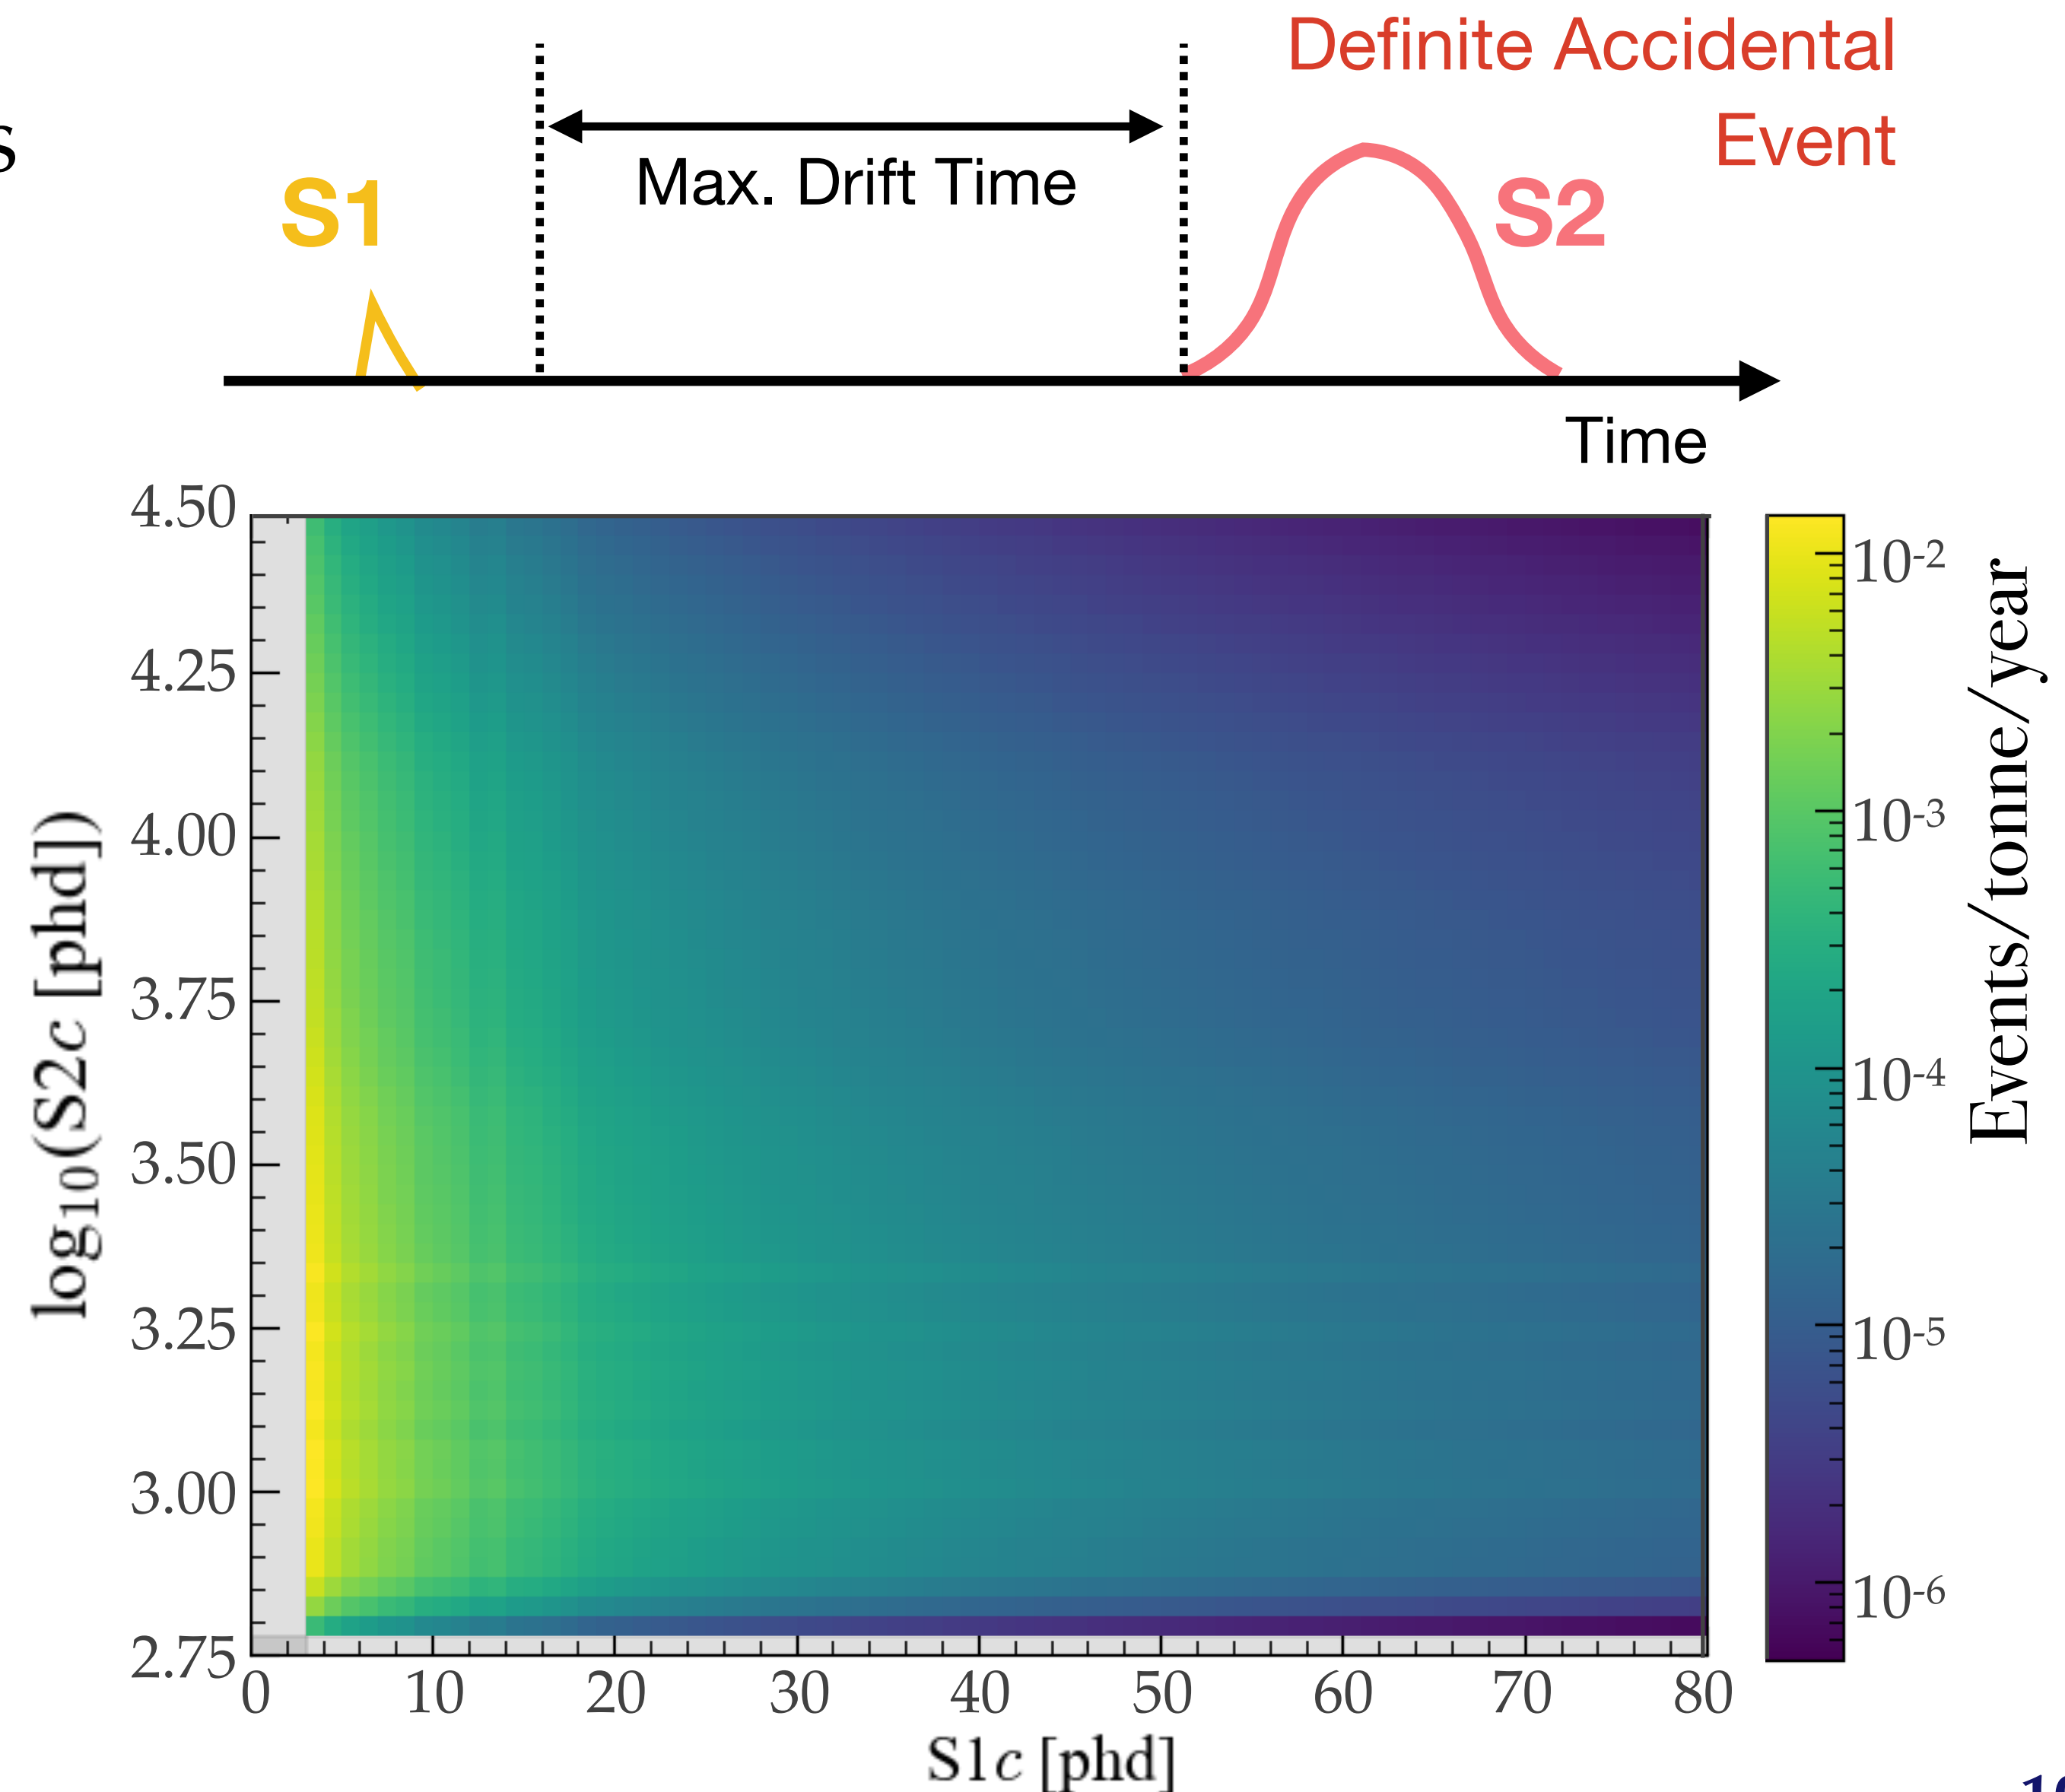 s
Definite Accidental
Event
Max. Drift Time
S1
S2
Time
4.50
4.25
4.00
3.75
3.50
3.25
3.00
2.75
log10(S2c [phd])
0 10 20 30 40 50 60 70 80
S1c [phd]
10-2
10-3
10-4
10-5
10-6
Events/tonne/year